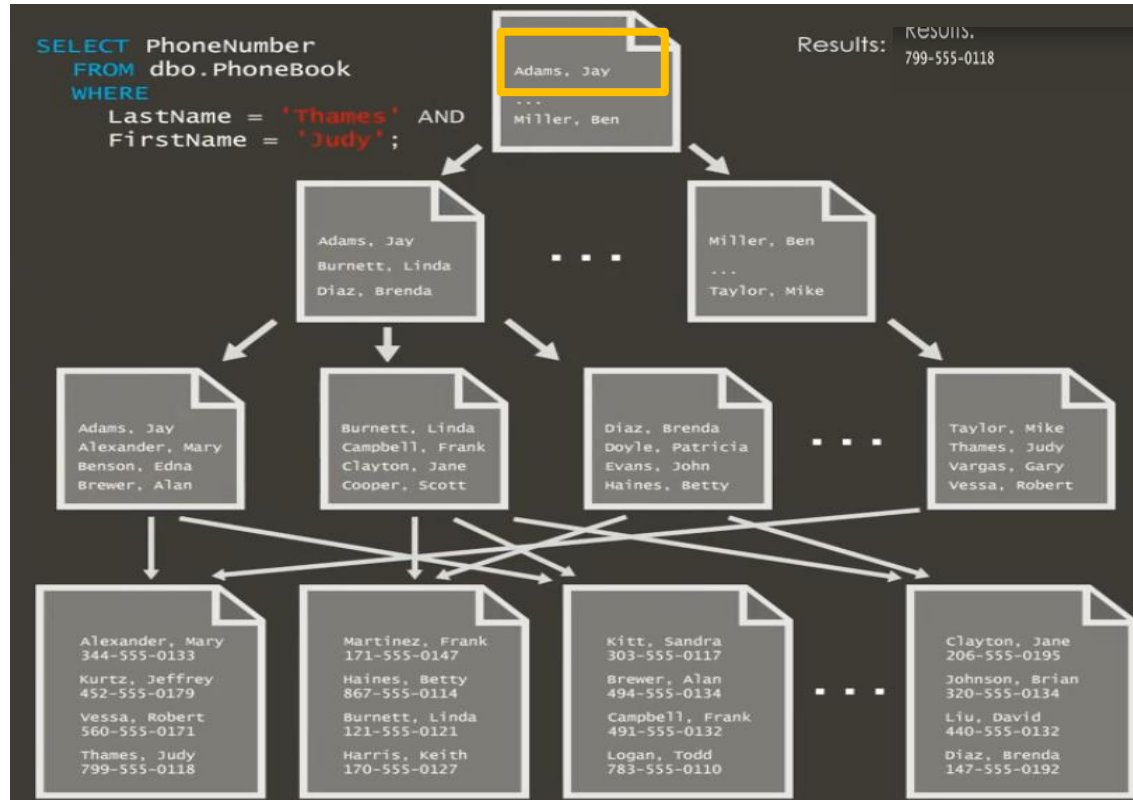 SELECT PhoneNumber
FROM dbo.PhoneBook
WHERE
LastName = 'Thames' AND
FirstName = 'Judy';
Results:
Results:
799-555-0118
Adams, Jay
...
Miller, Ben
Adams, Jay
Burnett, Linda
Diaz, Brenda
...
Miller, Ben
...
Taylor, Mike
Adams, Jay
Alexander, Mary
Benson, Edna
Brewer, Alan
Burnett, Linda
Campbell, Frank
Clayton, Jane
Cooper, Scott
Diaz, Brenda
Doyle, Patricia
Evans, John
Haines, Betty
...
Taylor, Mike
Thames, Judy
Vargas, Gary
Vessa, Robert
Alexander, Mary
344-555-0133
Kurtz, Jeffrey
452-555-0179
Vessa, Robert
560-555-0171
Thames, Judy
799-555-0118
Martinez, Frank
171-555-0147
Haines, Betty
867-555-0114
Burnett, Linda
121-555-0121
Harris, Keith
170-555-0127
Kitt, Sandra
303-555-0117
Brewer, Alan
494-555-0134
Campbell, Frank
491-555-0132
Logan, Todd
783-555-0110
...
Clayton, Jane
206-555-0195
Johnson, Brian
320-555-0134
Liu, David
440-555-0132
Diaz, Brenda
147-555-0192